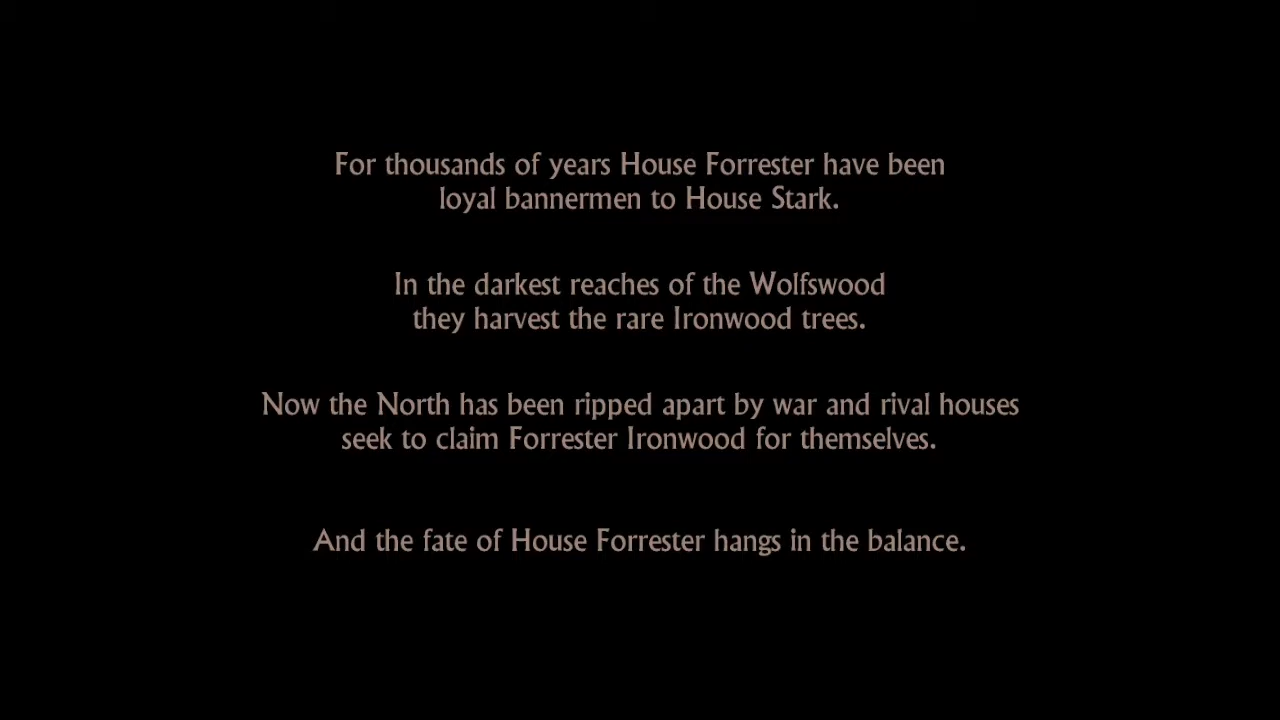 For thousands of years House Forrester have been
loyal bannermen to House Stark.
In the darkest reaches of the Wolfswood
they harvest the rare Ironwood trees.
Now the North has been ripped apart by war and rival houses
seek to claim Forrester Ironwood for themselves.
And the fate of House Forrester hangs in the balance.